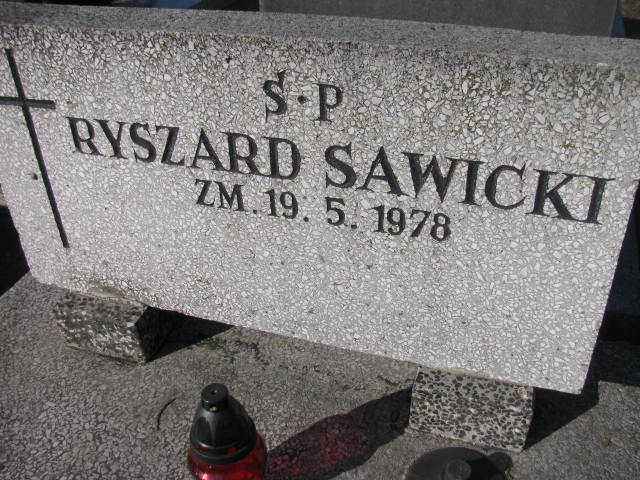 Ś·P
RYSZARD SAWICKI
ZM. 19. 5. 1978